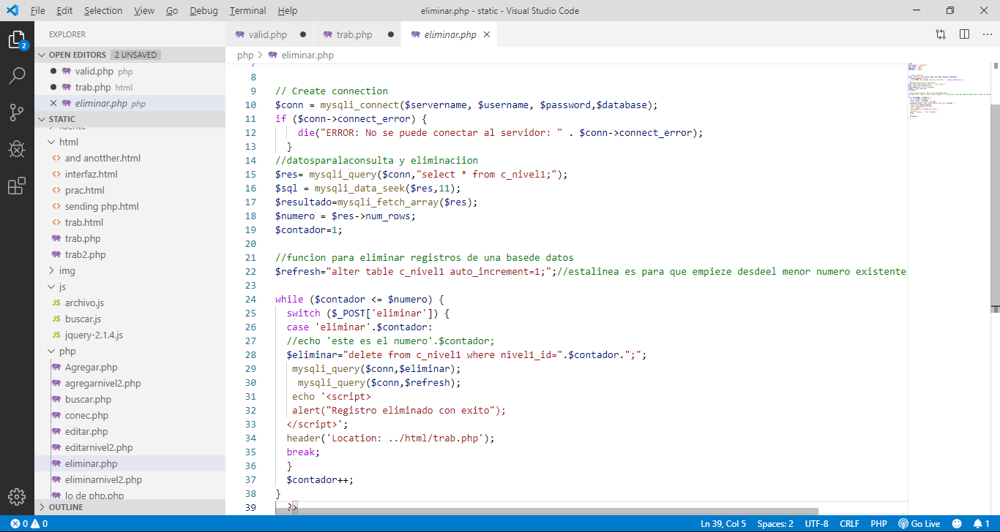 File Edit Selection View Go Debug Terminal Help eliminar.php - static - Visual Studio Code
2
EXPLORER
OPEN EDITORS 2 UNSAVED
valid.php php
trab.php html
eliminar.php php
STATIC
fuente
html
and anotther.html
interfaz.html
prac.html
sending php.html
trab.html
trab.php
trab2.php
img
js
JS archivo.js
JS buscar.js
JS jquery-2.1.4.js
php
Agregar.php
agregarnivel2.php
buscar.php
conec.php
editar.php
editarnivel2.php
eliminar.php
eliminarnivel2.php
lo de php.php
OUTLINE
valid.php trab.php eliminar.php
php > eliminar.php
7
8
9 // Create connection
10 $conn = mysqli_connect($servername, $username, $password,$database);
11 if ($conn->connect_error) {
12 die("ERROR: No se puede conectar al servidor: " . $conn->connect_error);
13 }
14 //datosparalaconsulta y eliminaciion
15 $res= mysqli_query($conn,"select * from c_nivel1;");
16 $sql = mysqli_data_seek($res,11);
17 $resultado=mysqli_fetch_array($res);
18 $numero = $res->num_rows;
19 $contador=1;
20
21 //funcion para eliminar registros de una basede datos
22 $refresh="alter table c_nivel1 auto_increment=1;";//estalinea es para que empieze desdeel menor numero existente
23
24 while ($contador <= $numero) {
25 switch ($_POST['eliminar']) {
26 case 'eliminar'.$contador:
27 //echo 'este es el numero'.$contador;
28 $eliminar="delete from c_nivel1 where nivel1_id=".$contador.";";
29 mysqli_query($conn,$eliminar);
30 mysqli_query($conn,$refresh);
31 echo '<script>
32 alert("Registro eliminado con exito");
33 </script>';
34 header('Location: ../html/trab.php');
35 break;
36 }
37 $contador++;
38 }
39 ?>
0 0 Ln 39, Col 5 Spaces: 2 UTF-8 CRLF PHP Go Live 1